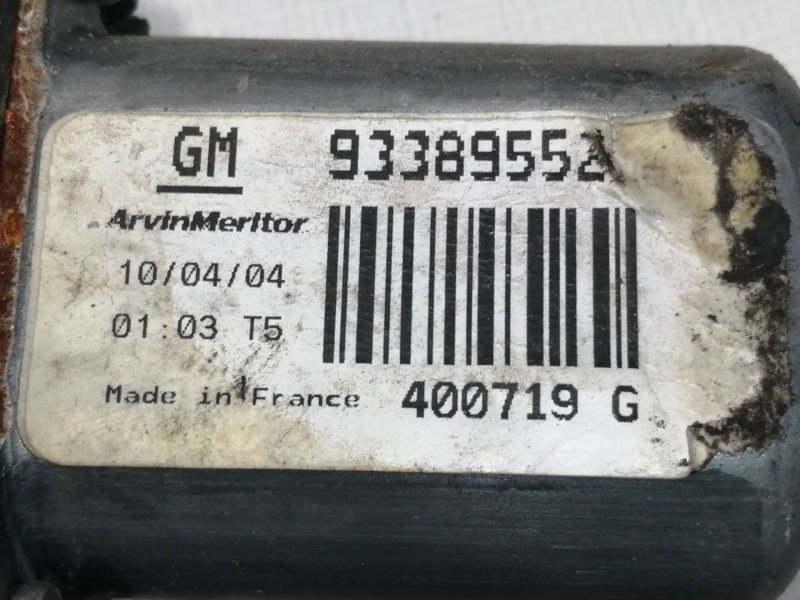 GM 93389552
ArvinMeritor
10/04/04
01:03 T5
Made in France 400719 G